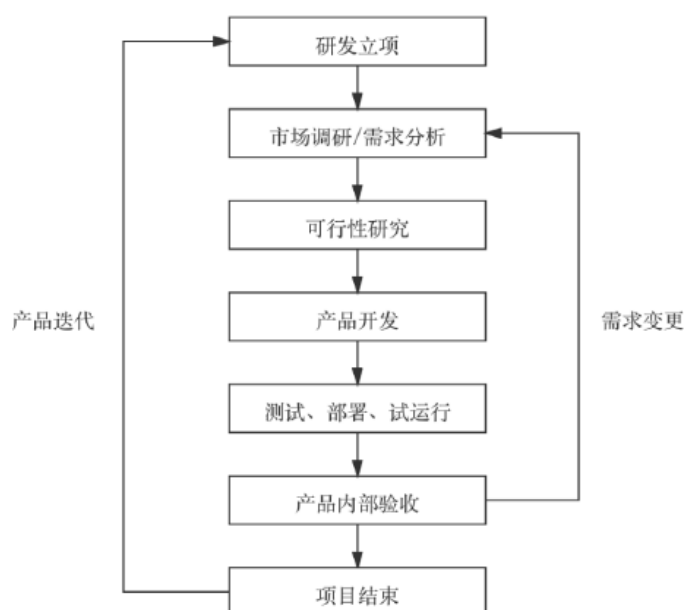 研发立项
市场调研/需求分析
可行性研究
产品迭代
产品开发
需求变更
测试、部署、试运行
产品内部验收
项目结束